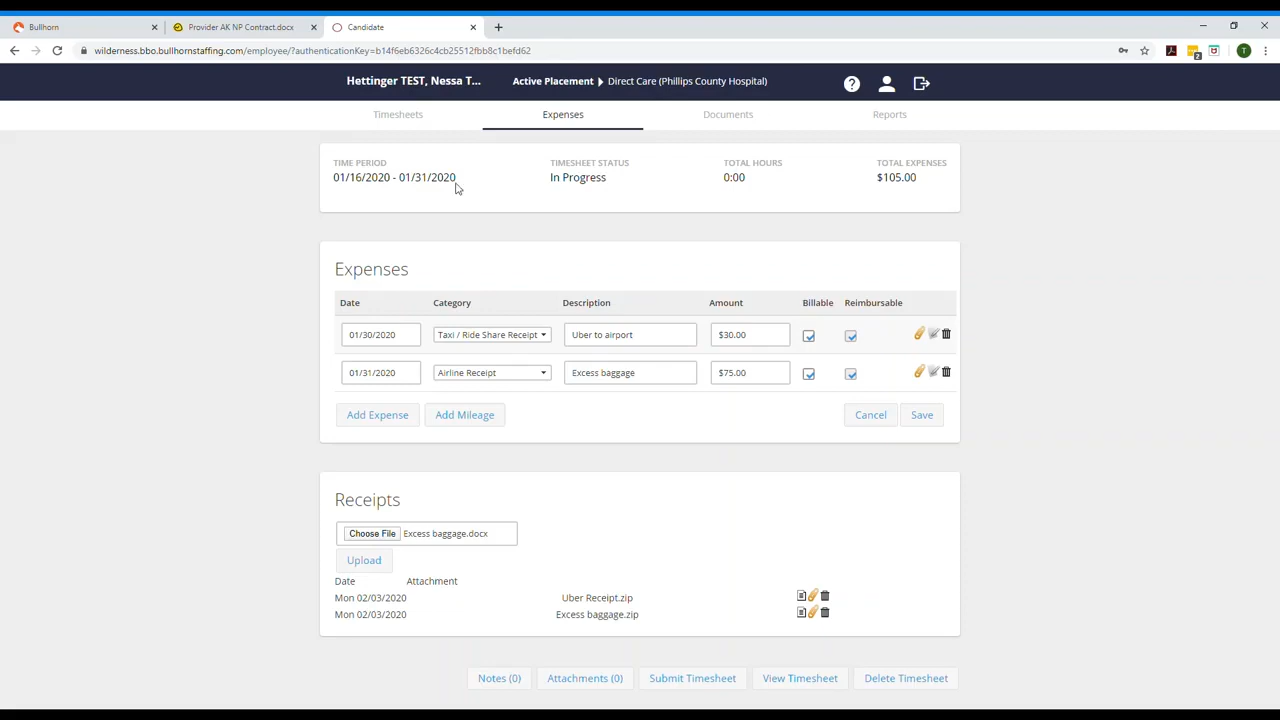 Bullhorn
Provider AK NP Contract.docx
Candidate
wilderness.bbo.bullhornstaffing.com/employee/?authenticationKey=b14f6eb6326c4cb25512fbb8c1befd62
2
T
Hettinger TEST, Nessa T...
Active Placement
Direct Care (Phillips County Hospital)
Timesheets
Expenses
Documents
Reports
TIME PERIOD
TIMESHEET STATUS
TOTAL HOURS
TOTAL EXPENSES
01/16/2020 - 01/31/2020
In Progress
0:00
$105.00
Expenses
Date
Category
Description
Amount
Billable
Reimbursable
01/30/2020
Taxi / Ride Share Receipt
Uber to airport
$30.00
01/31/2020
Airline Receipt
Excess baggage
$75.00
Add Expense
Add Mileage
Cancel
Save
Receipts
Choose File Excess baggage.docx
Upload
Date
Attachment
Mon 02/03/2020
Uber Receipt.zip
Mon 02/03/2020
Excess baggage.zip
Notes (0)
Attachments (0)
Submit Timesheet
View Timesheet
Delete Timesheet